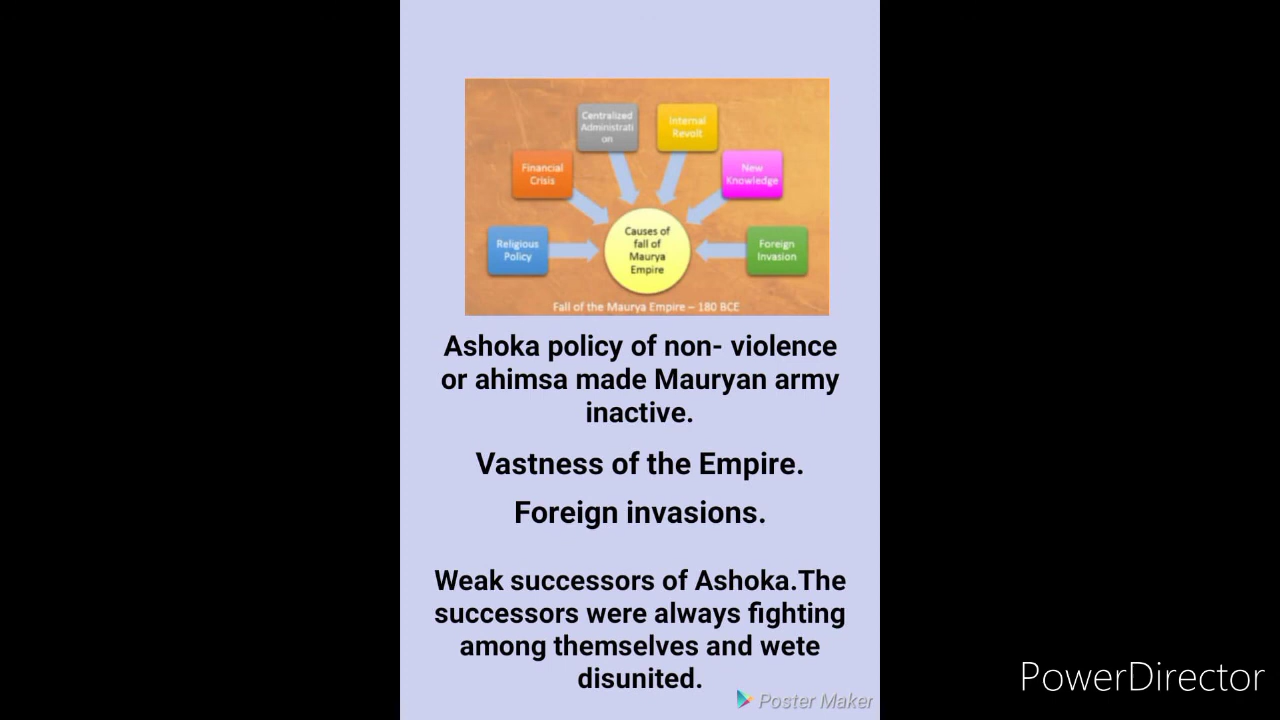 Centralized
Administrati
on
Internal
Revolt
Financial
Crisis
New
Knowledge
Religious
Policy
Causes of
fall of
Maurya
Empire
Foreign
Invasion
Fall of the Maurya Empire – 180 BCE
Ashoka policy of non- violence
or ahimsa made Mauryan army
inactive.
Vastness of the Empire.
Foreign invasions.
Weak successors of Ashoka.The
successors were always fighting
among themselves and wete
disunited.
Poster Maker
PowerDirector